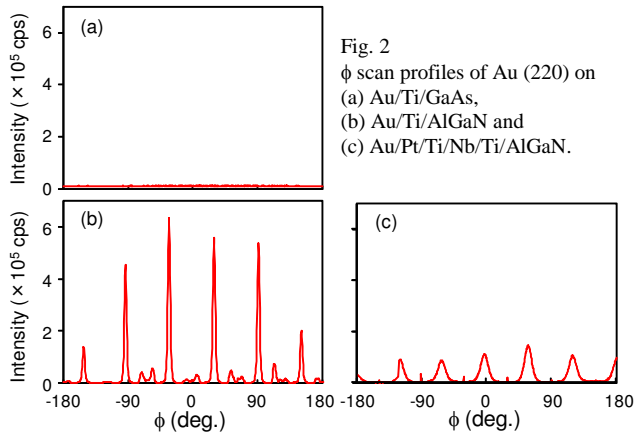 (a)
Intensity (×10⁵ cps)
6
4
2
0
Fig. 2
ϕ scan profiles of Au (220) on
(a) Au/Ti/GaAs,
(b) Au/Ti/AlGaN and
(c) Au/Pt/Ti/Nb/Ti/AlGaN.
(b)
Intensity (×10⁵ cps)
6
4
2
0
-180 -90 0 90 180
ϕ (deg.)
(c)
-180 -90 0 90 180
ϕ (deg.)